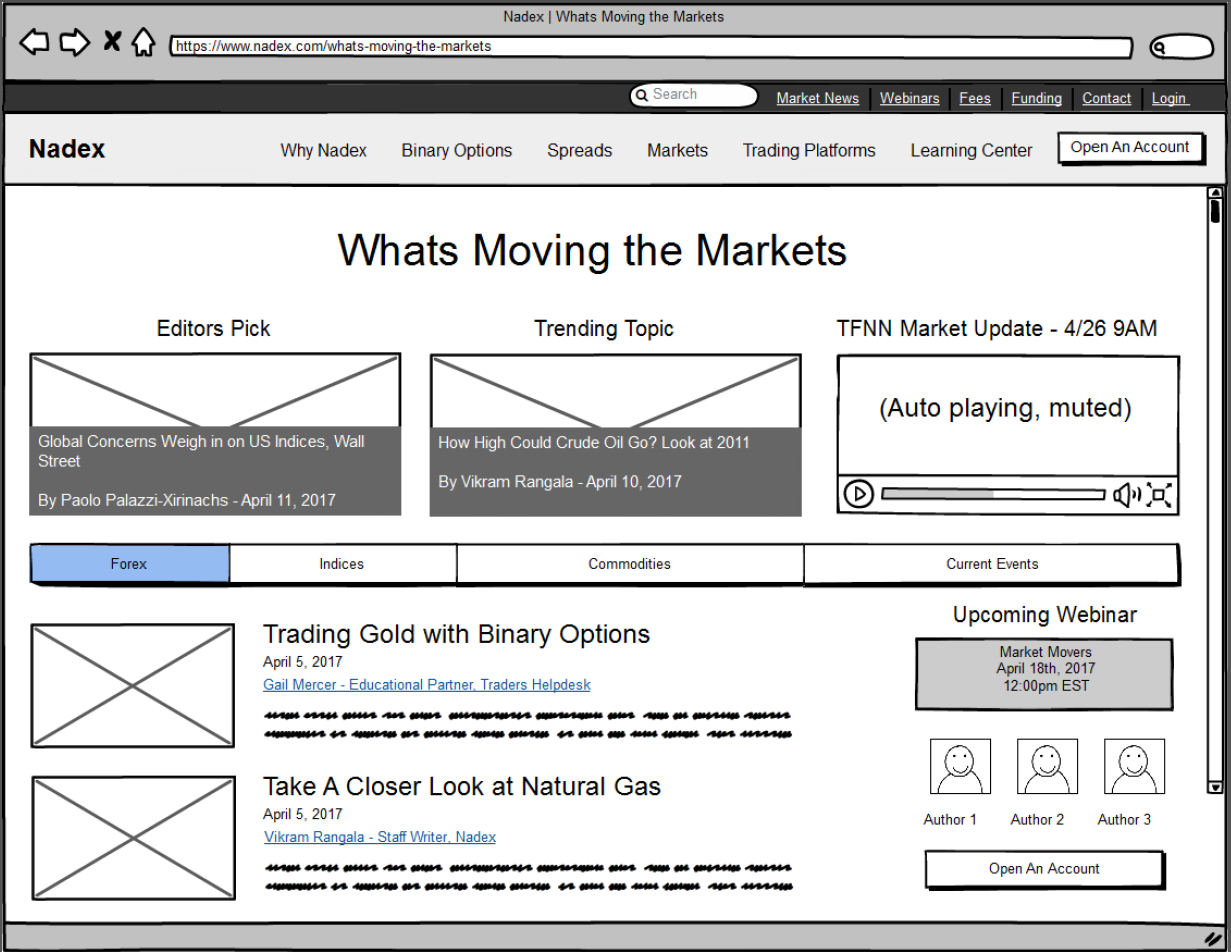 Nadex | Whats Moving the Markets
https://www.nadex.com/whats-moving-the-markets
Search
Market News
Webinars
Fees
Funding
Contact
Login
Nadex
Why Nadex
Binary Options
Spreads
Markets
Trading Platforms
Learning Center
Open An Account
Whats Moving the Markets
Editors Pick
Global Concerns Weigh in on US Indices, Wall
Street
By Paolo Palazzi-Xirinachs - April 11, 2017
Trending Topic
How High Could Crude Oil Go? Look at 2011
By Vikram Rangala - April 10, 2017
TFNN Market Update - 4/26 9AM
(Auto playing, muted)
Forex
Indices
Commodities
Current Events
Trading Gold with Binary Options
April 5, 2017
Gail Mercer - Educational Partner, Traders Helpdesk
Take A Closer Look at Natural Gas
April 5, 2017
Vikram Rangala - Staff Writer, Nadex
Upcoming Webinar
Market Movers
April 18th, 2017
12:00pm EST
Author 1
Author 2
Author 3
Open An Account